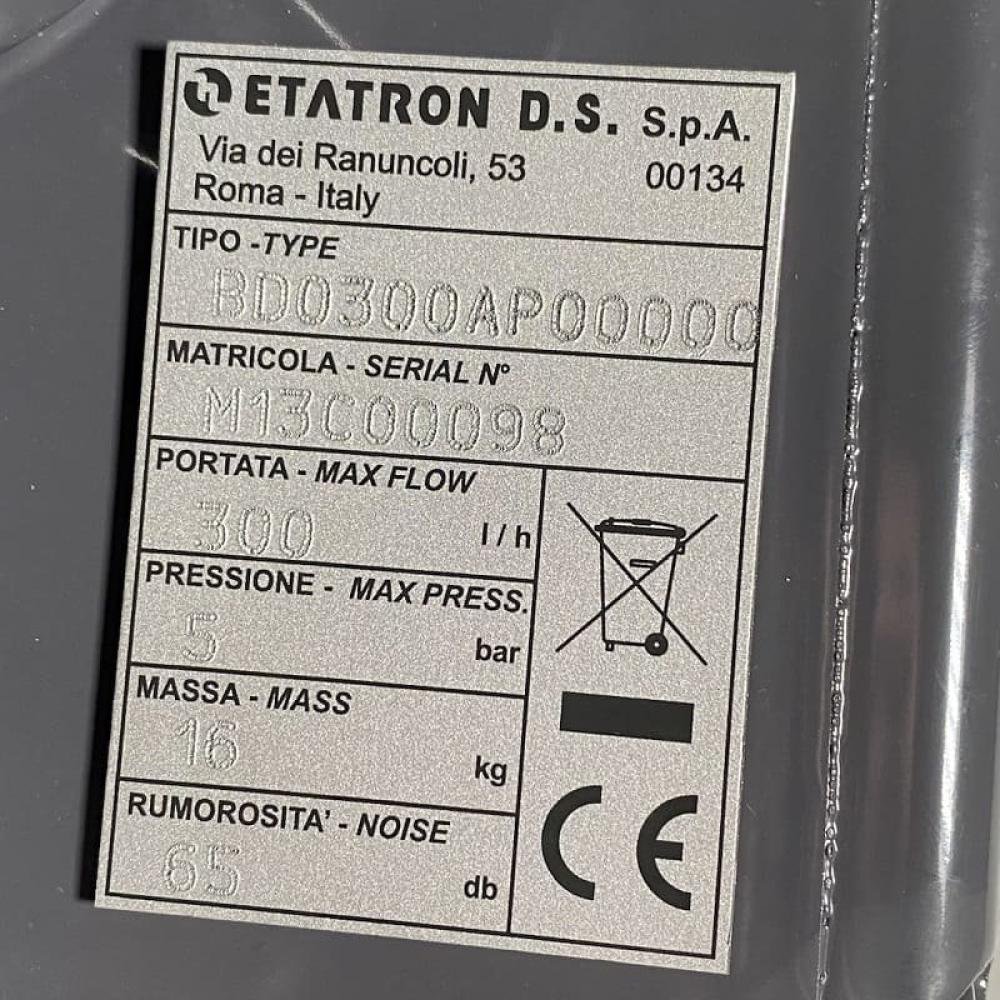 ETATRON D.S. S.p.A.
Via dei Ranuncoli, 53 00134
Roma - Italy
TIPO -TYPE
BD0300AP00000
MATRICOLA - SERIAL N°
M13C00098
PORTATA - MAX FLOW
300 l/h
PRESSIONE - MAX PRESS.
5 bar
MASSA - MASS
16 kg
RUMOROSITA' - NOISE
65 db
CE